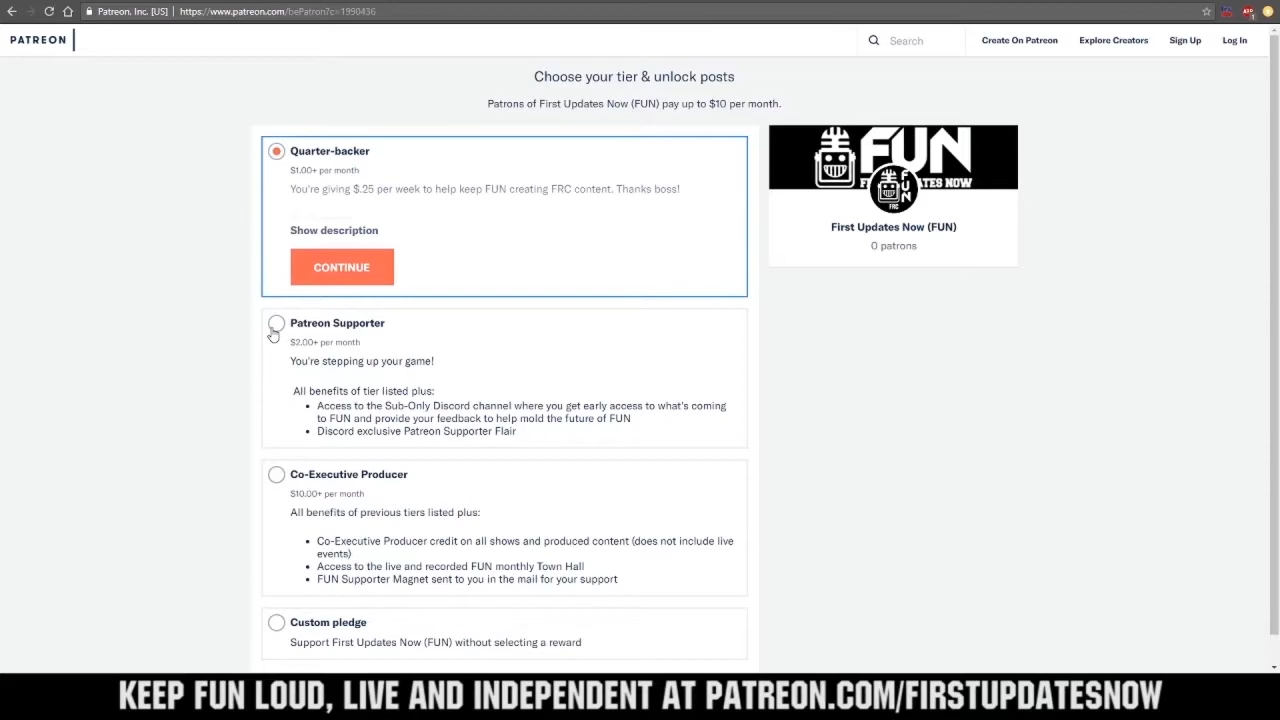 Patreon, Inc. [US] | https://www.patreon.com/bePatron?c=1990436
PATREON
Search
Create On Patreon
Explore Creators
Sign Up
Log In
Choose your tier & unlock posts
Patrons of First Updates Now (FUN) pay up to $10 per month.
Quarter-backer
$1.00+ per month
You're giving $.25 per week to help keep FUN creating FRC content. Thanks boss!
Show description
CONTINUE
Patreon Supporter
$2.00+ per month
You're stepping up your game!
All benefits of tier listed plus:
• Access to the Sub-Only Discord channel where you get early access to what's coming
to FUN and provide your feedback to help mold the future of FUN
• Discord exclusive Patreon Supporter Flair
Co-Executive Producer
$10.00+ per month
All benefits of previous tiers listed plus:
• Co-Executive Producer credit on all shows and produced content (does not include live
events)
• Access to the live and recorded FUN monthly Town Hall
• FUN Supporter Magnet sent to you in the mail for your support
Custom pledge
Support First Updates Now (FUN) without selecting a reward
FUN
ATES NOW
FUN
FRC
First Updates Now (FUN)
0 patrons
KEEP FUN LOUD, LIVE AND INDEPENDENT AT PATREON.COM/FIRSTUPDATESNOW